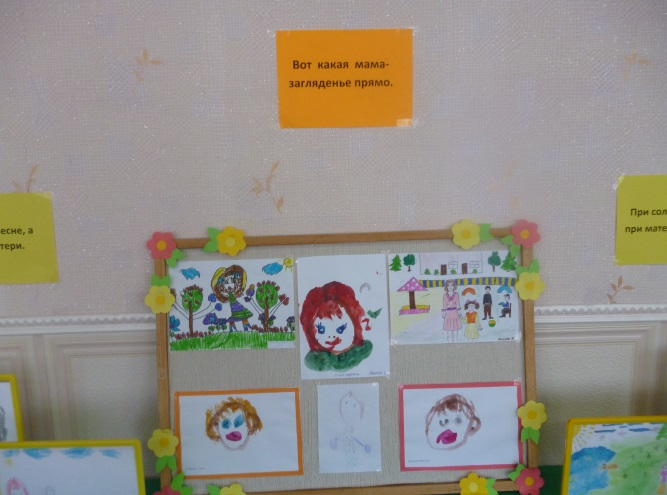 Вот какая мама-
загляденье прямо.
есне, а
тери.
При сол
при мате